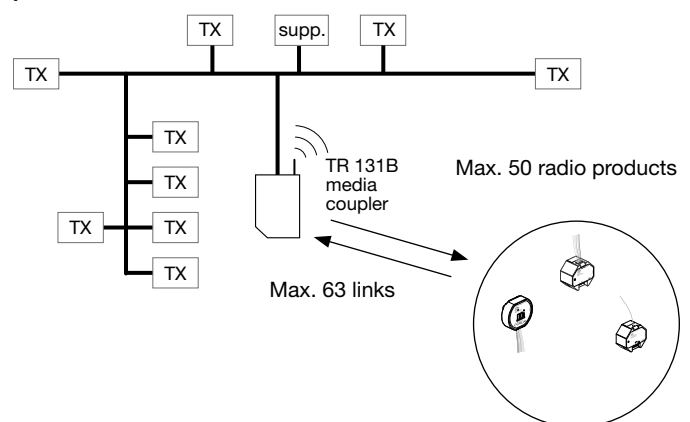 TX
supp.
TX
TX
TX
TX
TX
TX
TX
TX
TR 131B
media
coupler
Max. 50 radio products
Max. 63 links